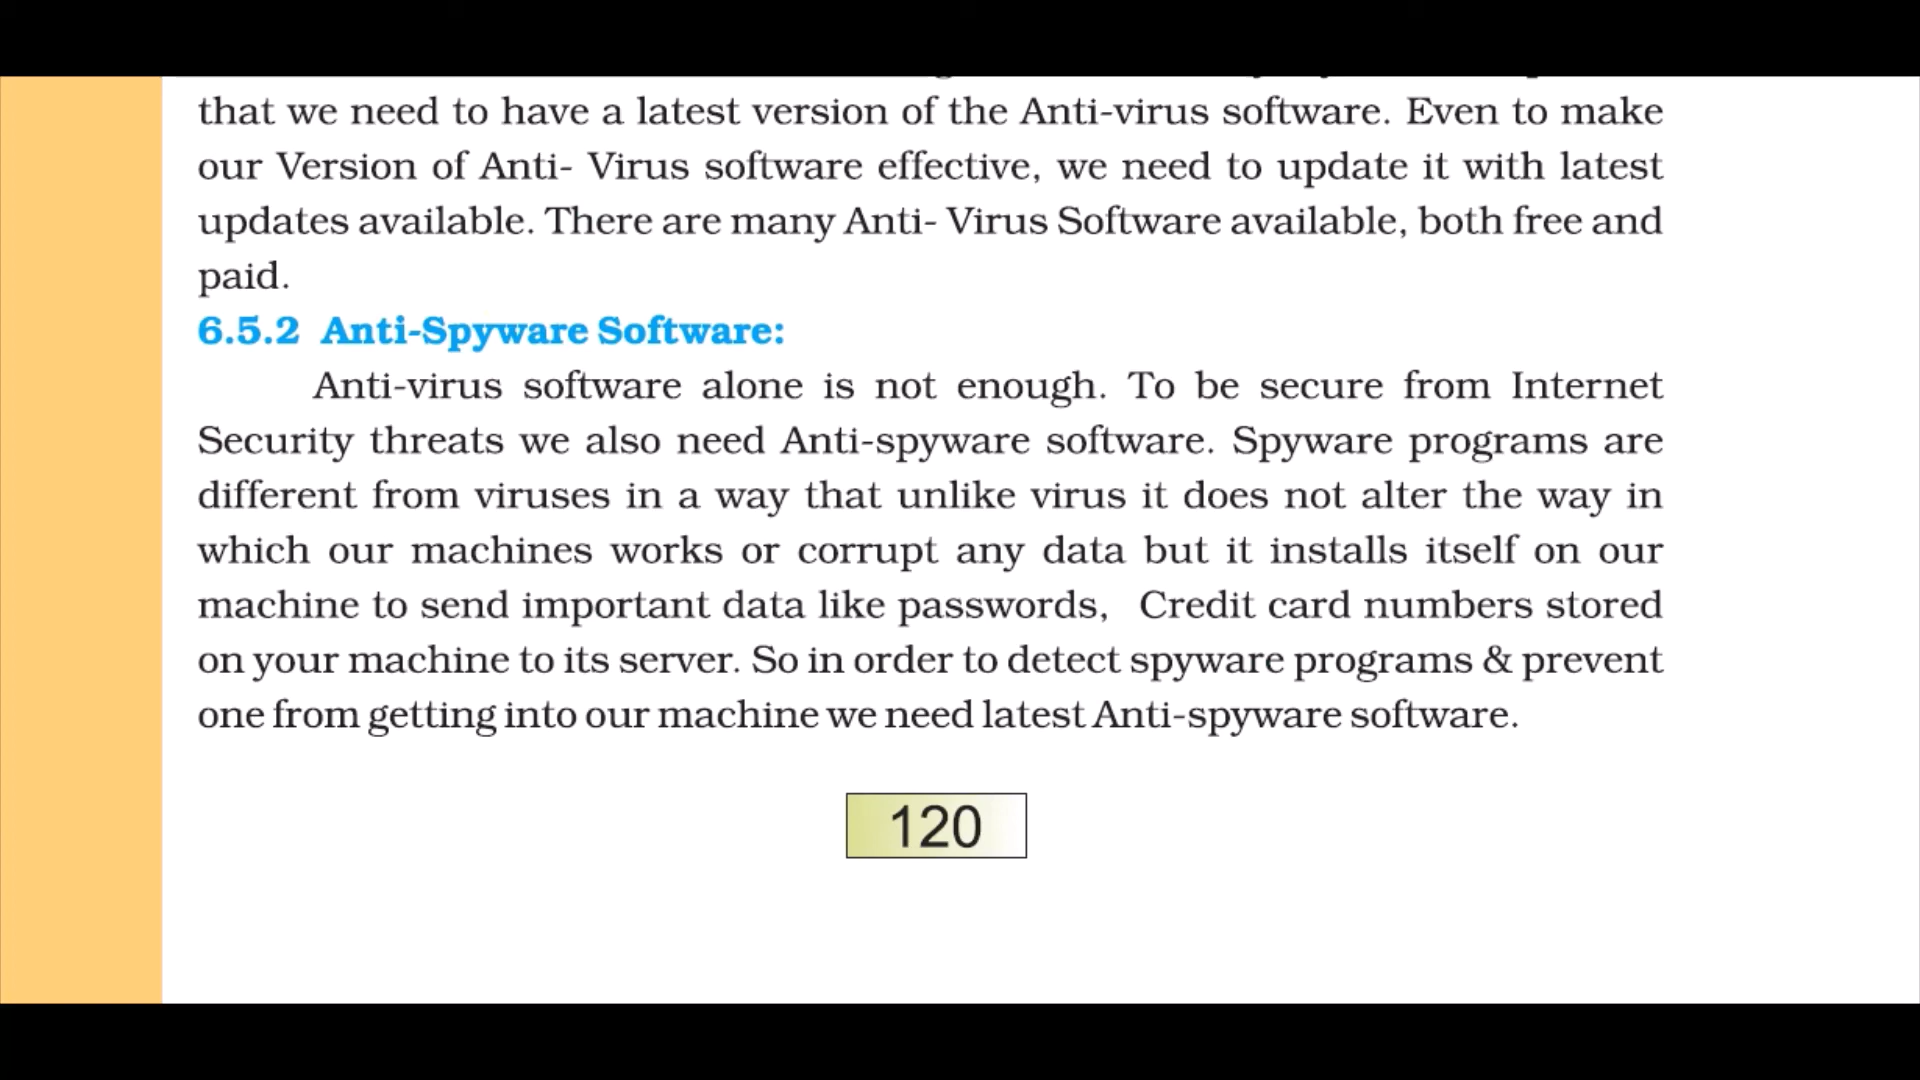 that we need to have a latest version of the Anti-virus software. Even to make
our Version of Anti- Virus software effective, we need to update it with latest
updates available. There are many Anti- Virus Software available, both free and
paid.
6.5.2 Anti-Spyware Software:
Anti-virus software alone is not enough. To be secure from Internet
Security threats we also need Anti-spyware software. Spyware programs are
different from viruses in a way that unlike virus it does not alter the way in
which our machines works or corrupt any data but it installs itself on our
machine to send important data like passwords, Credit card numbers stored
on your machine to its server. So in order to detect spyware programs & prevent
one from getting into our machine we need latest Anti-spyware software.
120